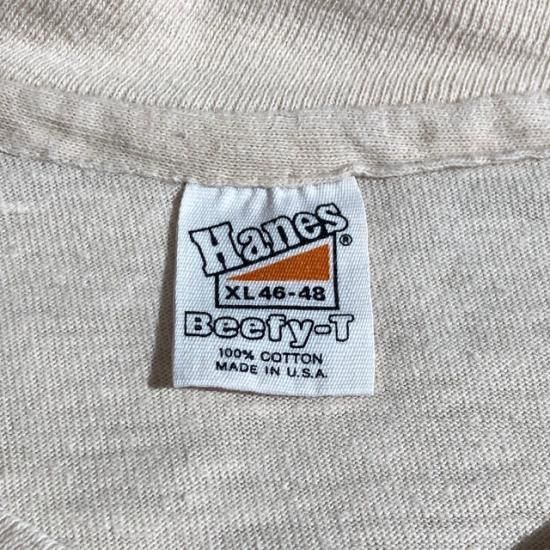 Hanes®
XL 46-48
Beefy-T
100% COTTON
MADE IN U.S.A.